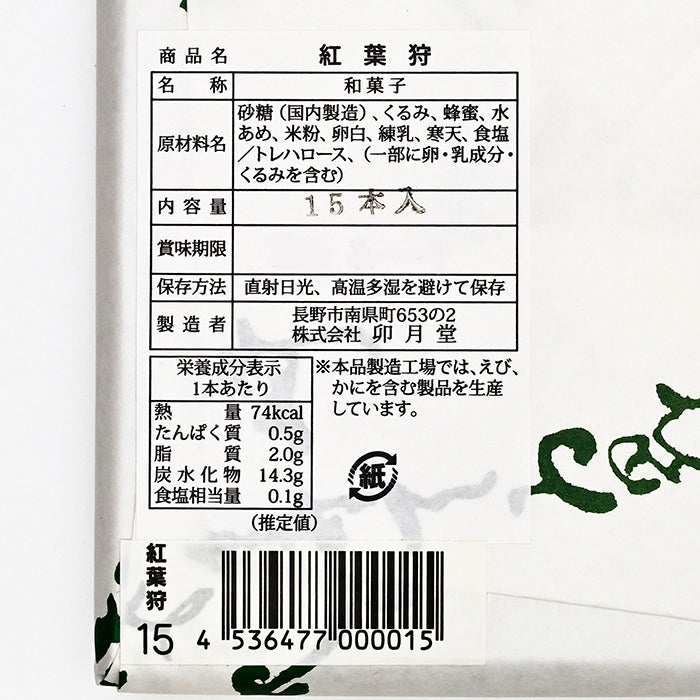 商品名 紅葉狩
名称 和菓子
原材料名 砂糖（国内製造）、くるみ、蜂蜜、水
あめ、米粉、卵白、練乳、寒天、食塩
／トレハロース、（一部に卵・乳成分・
くるみを含む）
内容量 15本入
賞味期限
保存方法 直射日光、高温多湿を避けて保存
製造者 長野市南県町653の2
株式会社 卯月堂
栄養成分表示
1本あたり
熱量 74kcal
たんぱく質 0.5g
脂質 2.0g
炭水化物 14.3g
食塩相当量 0.1g
(推定値)
※本品製造工場では、えび、
かにを含む製品を生産
しています。
紙
紅葉狩
15
4 536477 000015